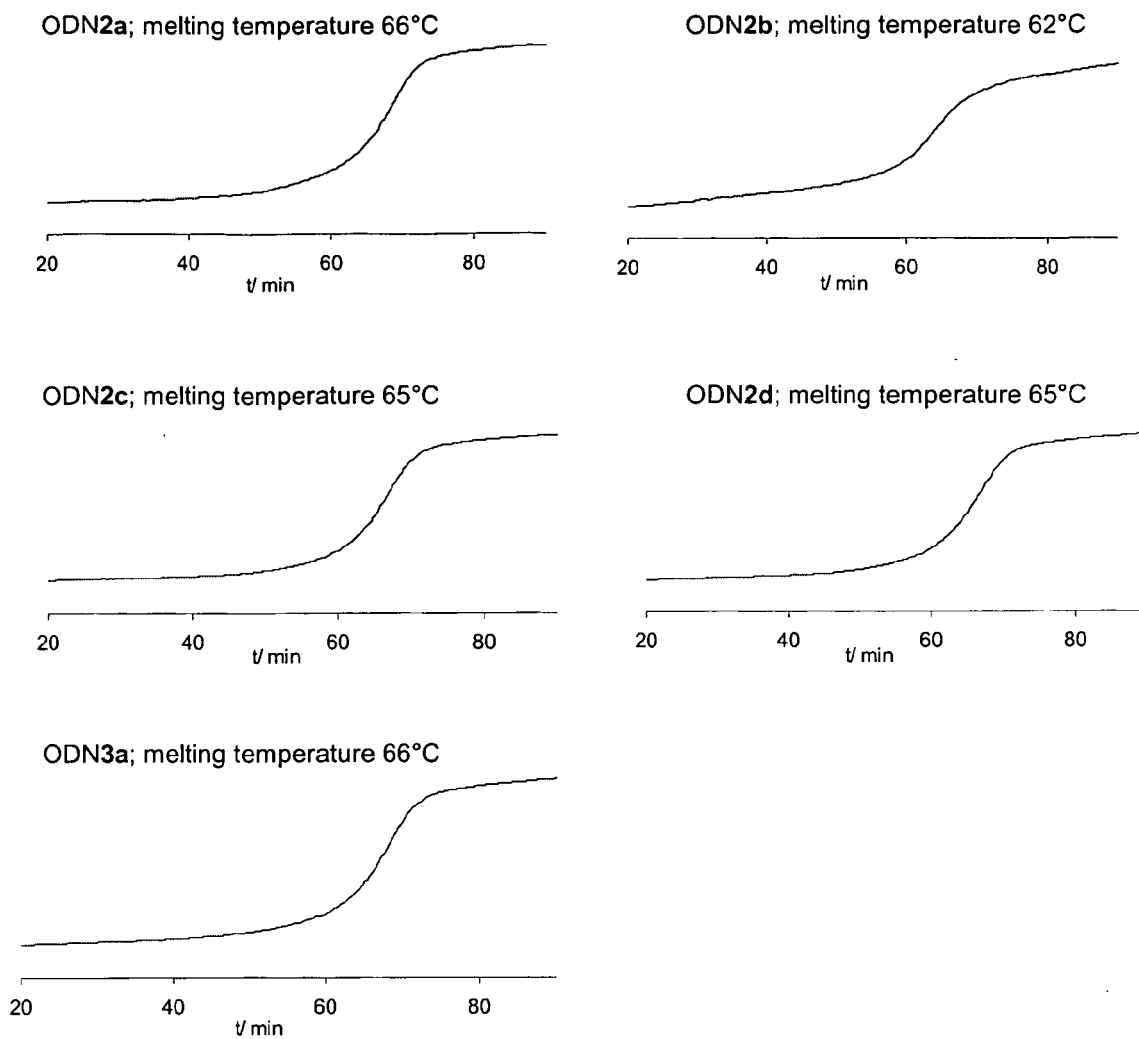 ODN2a; melting temperature 66°C
20 40 60 80
t/ min
ODN2b; melting temperature 62°C
20 40 60 80
t/ min
ODN2c; melting temperature 65°C
20 40 60 80
t/ min
ODN2d; melting temperature 65°C
20 40 60 80
t/ min
ODN3a; melting temperature 66°C
20 40 60 80
t/ min